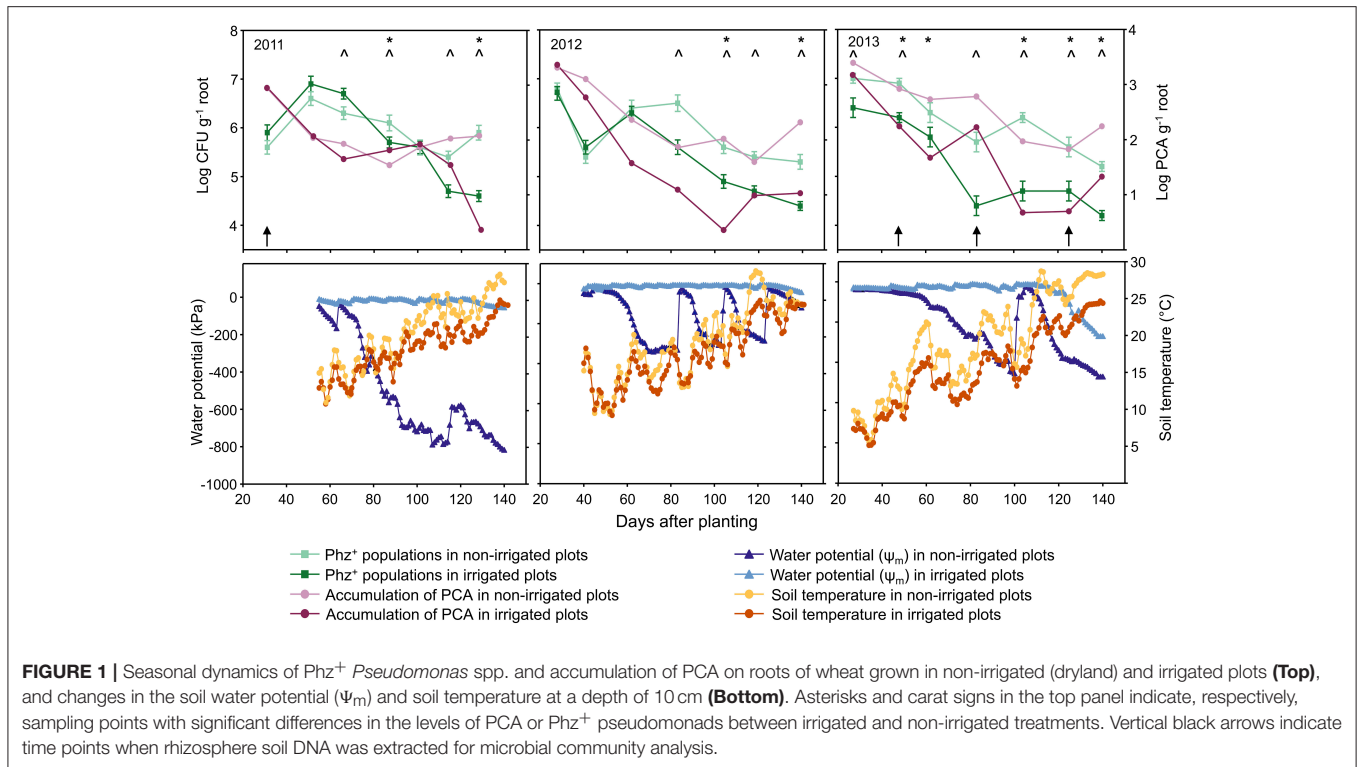 2011
* *
^ ^ ^ ^
2012
* *
^ ^ ^ ^
2013
* * * * *
^ ^ ^ ^ ^ ^
8
7
6
5
4
Log CFU g⁻¹ root
4
3
2
1
Log PCA g⁻¹ root
0
-200
-400
-600
-800
-1000
Water potential (kPa)
30
25
20
15
10
5
Soil temperature (°C)
20 40 60 80 100 120 140
20 40 60 80 100 120 140
20 40 60 80 100 120 140
Days after planting
Phz⁺ populations in non-irrigated plots
Phz⁺ populations in irrigated plots
Accumulation of PCA in non-irrigated plots
Accumulation of PCA in irrigated plots
Water potential (Ψm) in non-irrigated plots
Water potential (Ψm) in irrigated plots
Soil temperature in non-irrigated plots
Soil temperature in irrigated plots
FIGURE 1 | Seasonal dynamics of Phz⁺ Pseudomonas spp. and accumulation of PCA on roots of wheat grown in non-irrigated (dryland) and irrigated plots (Top),
and changes in the soil water potential (Ψm) and soil temperature at a depth of 10 cm (Bottom). Asterisks and carat signs in the top panel indicate, respectively,
sampling points with significant differences in the levels of PCA or Phz⁺ pseudomonads between irrigated and non-irrigated treatments. Vertical black arrows indicate
time points when rhizosphere soil DNA was extracted for microbial community analysis.